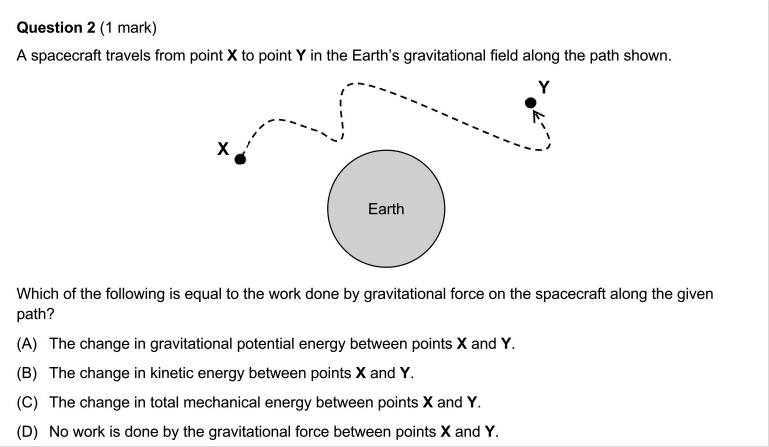 Question 2 (1 mark)
A spacecraft travels from point X to point Y in the Earth's gravitational field along the path shown.
Y
X
Earth
Which of the following is equal to the work done by gravitational force on the spacecraft along the given
path?
(A) The change in gravitational potential energy between points X and Y.
(B) The change in kinetic energy between points X and Y.
(C) The change in total mechanical energy between points X and Y.
(D) No work is done by the gravitational force between points X and Y.